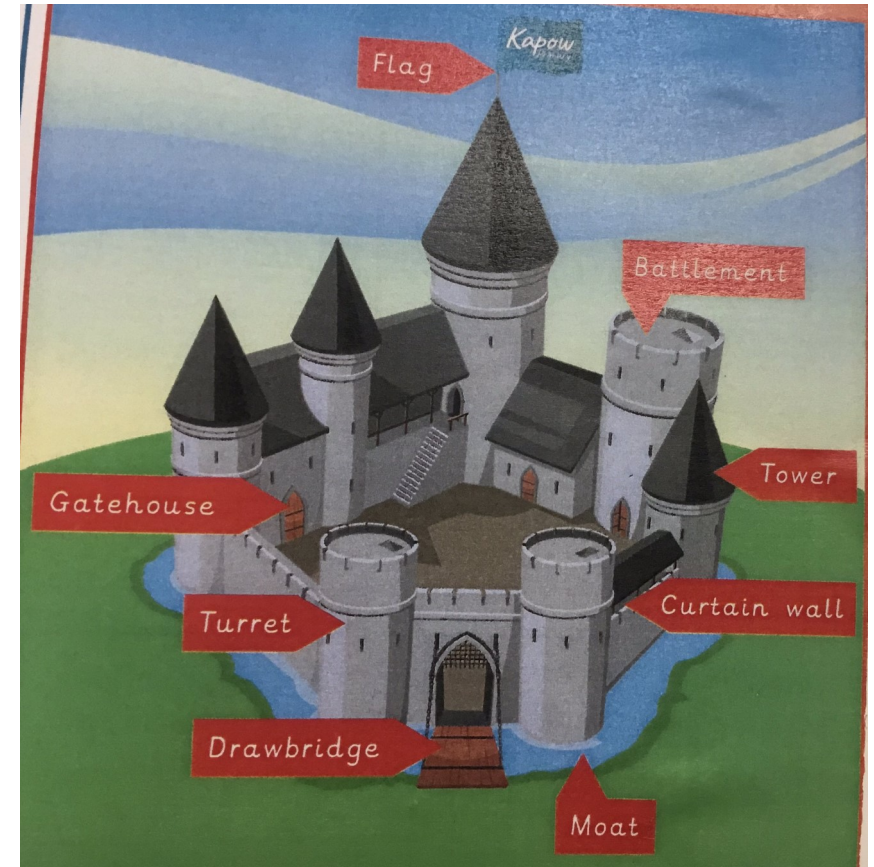 Kapow
Flag
Battlement
Tower
Gatehouse
Curtain wall
Turret
Drawbridge
Moat